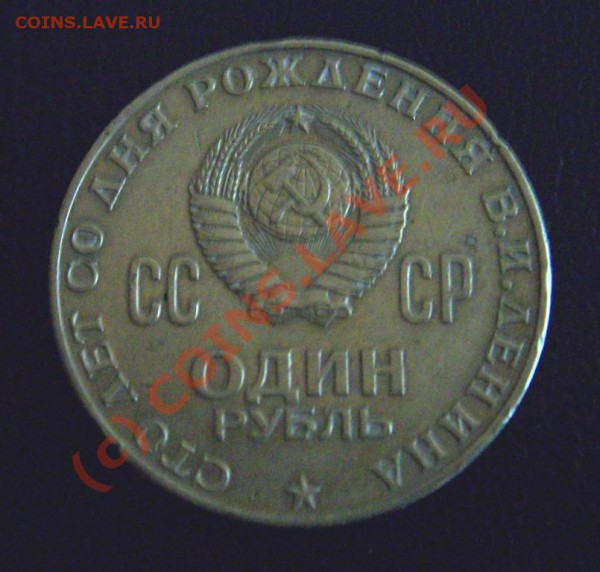 COINS.LAVE.RU
СТО ЛЕТ СО ДНЯ РОЖДЕНИЯ В.И.ЛЕНИНА
СС СР
ОДИН
РУБЛЬ
(c) COINS.LAVE.RU